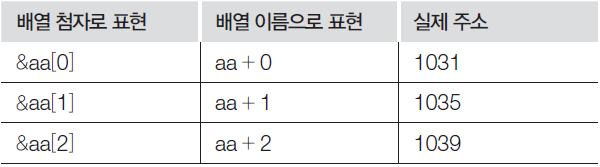 배열 첨자로 표현 배열 이름으로 표현 실제 주소
&aa[0] aa + 0 1031
&aa[1] aa + 1 1035
&aa[2] aa + 2 1039